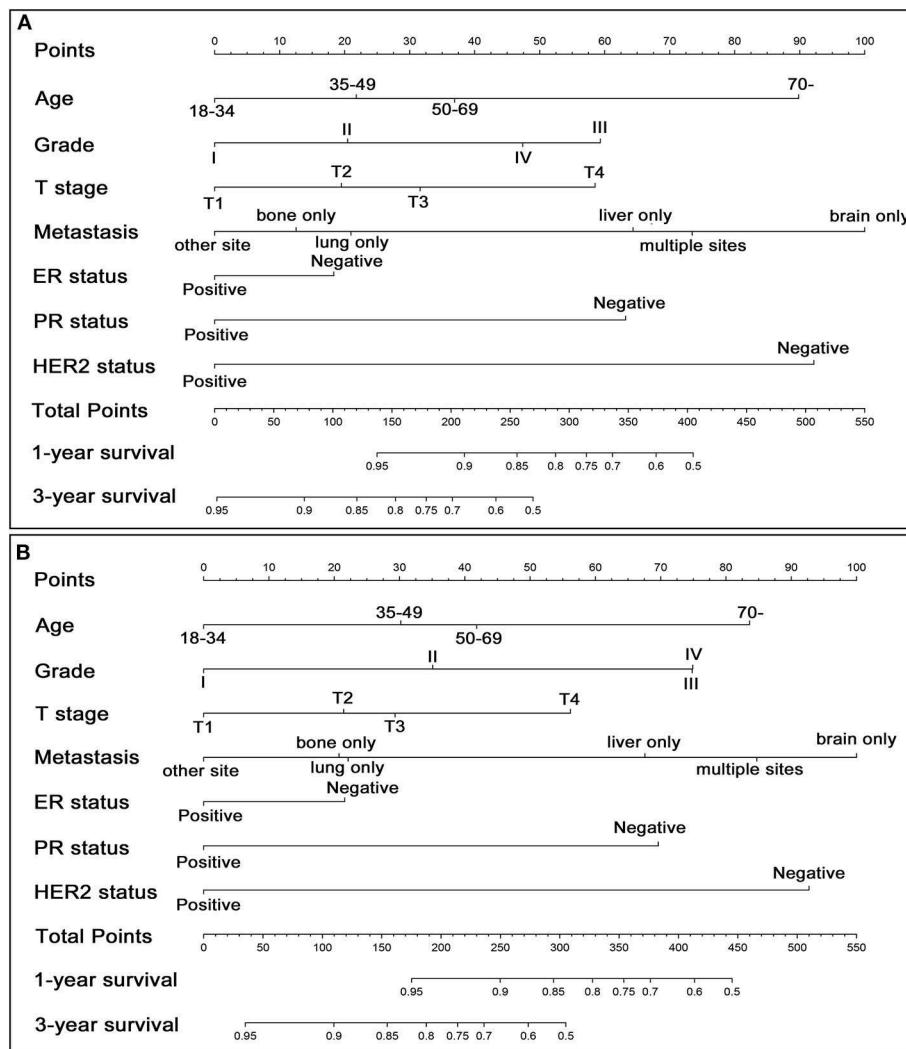 A
Points 0 10 20 30 40 50 60 70 80 90 100
35-49 70-
Age
18-34 50-69
II III
Grade
I IV
T2 T4
T stage
T1 T3
bone only liver only brain only
Metastasis
other site lung only multiple sites
Negative
ER status
Positive
Negative
PR status
Positive
Negative
HER2 status
Positive
Total Points
0 50 100 150 200 250 300 350 400 450 500 550
1-year survival
0.95 0.9 0.85 0.8 0.75 0.7 0.6 0.5
3-year survival
0.95 0.9 0.85 0.8 0.75 0.7 0.6 0.5
B
Points 0 10 20 30 40 50 60 70 80 90 100
35-49 70-
Age
18-34 50-69
II IV
Grade
I III
T2 T4
T stage
T1 T3
bone only liver only brain only
Metastasis
other site lung only multiple sites
Negative
ER status
Positive
Negative
PR status
Positive
Negative
HER2 status
Positive
Total Points
0 50 100 150 200 250 300 350 400 450 500 550
1-year survival
0.95 0.9 0.85 0.8 0.75 0.7 0.6 0.5
3-year survival
0.95 0.9 0.85 0.8 0.75 0.7 0.6 0.5